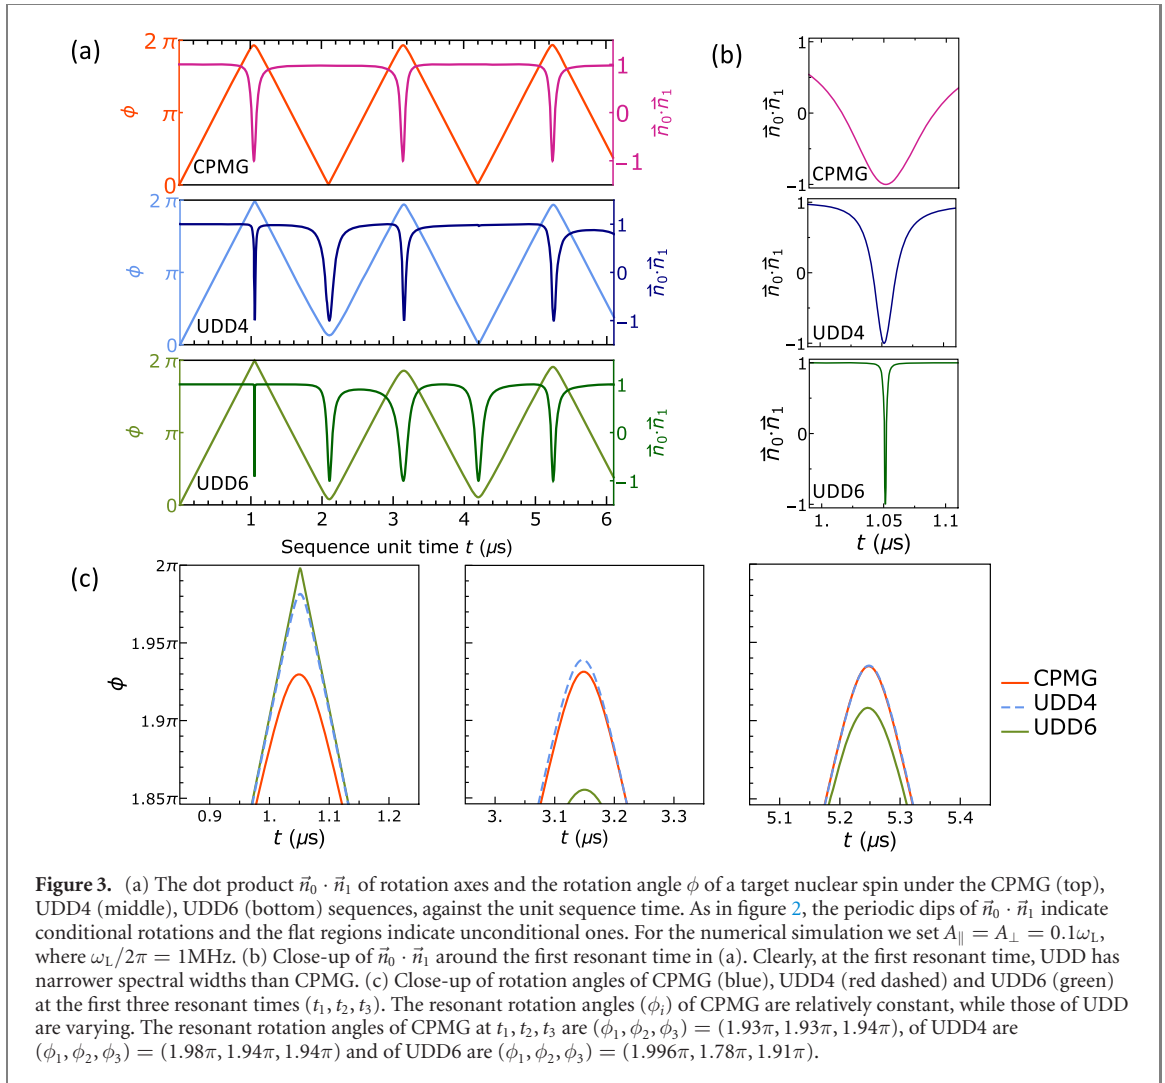 (a)
2 π
π
0
ϕ
CPMG
1
0
−1
n⃗₀·n⃗₁
2 π
π
0
ϕ
UDD4
1
0
−1
n⃗₀·n⃗₁
2 π
π
0
ϕ
UDD6
1
0
−1
n⃗₀·n⃗₁
1 2 3 4 5 6
Sequence unit time t (μs)
(b)
1
0
−1
n⃗₀·n⃗₁
CPMG
1
0
−1
n⃗₀·n⃗₁
UDD4
1
0
−1
n⃗₀·n⃗₁
UDD6
1. 1.05 1.1
t (μs)
(c)
2π
1.95π
1.9π
1.85π
ϕ
0.9 1. 1.1 1.2
t (μs)
3. 3.1 3.2 3.3
t (μs)
5.1 5.2 5.3 5.4
t (μs)
CPMG
UDD4
UDD6
Figure 3. (a) The dot product n⃗₀ · n⃗₁ of rotation axes and the rotation angle ϕ of a target nuclear spin under the CPMG (top),
UDD4 (middle), UDD6 (bottom) sequences, against the unit sequence time. As in figure 2, the periodic dips of n⃗₀ · n⃗₁ indicate
conditional rotations and the flat regions indicate unconditional ones. For the numerical simulation we set A∥ = A⊥ = 0.1ωL,
where ωL/2π = 1MHz. (b) Close-up of n⃗₀ · n⃗₁ around the first resonant time in (a). Clearly, at the first resonant time, UDD has
narrower spectral widths than CPMG. (c) Close-up of rotation angles of CPMG (blue), UDD4 (red dashed) and UDD6 (green)
at the first three resonant times (t₁, t₂, t₃). The resonant rotation angles (ϕᵢ) of CPMG are relatively constant, while those of UDD
are varying. The resonant rotation angles of CPMG at t₁, t₂, t₃ are (ϕ₁, ϕ₂, ϕ₃) = (1.93π, 1.93π, 1.94π), of UDD4 are
(ϕ₁, ϕ₂, ϕ₃) = (1.98π, 1.94π, 1.94π) and of UDD6 are (ϕ₁, ϕ₂, ϕ₃) = (1.996π, 1.78π, 1.91π).